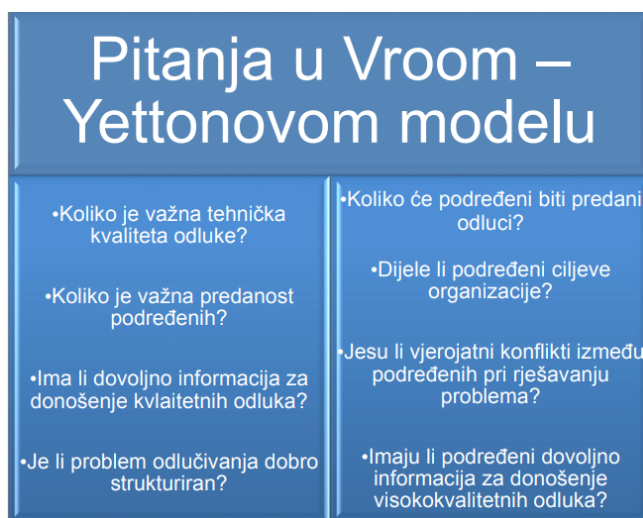 Pitanja u Vroom –
Yettonovom modelu
•Koliko je važna tehnička
kvaliteta odluke?
•Koliko je važna predanost
podređenih?
•Ima li dovoljno informacija za
donošenje kvlaitetnih odluka?
•Je li problem odlučivanja dobro
strukturiran?
•Koliko će podređeni biti predani
odluci?
•Dijele li podređeni ciljeve
organizacije?
•Jesu li vjerojatni konflikti između
podređenih pri rješavanju
problema?
•Imaju li podređeni dovoljno
informacija za donošenje
visokokvalitetnih odluka?